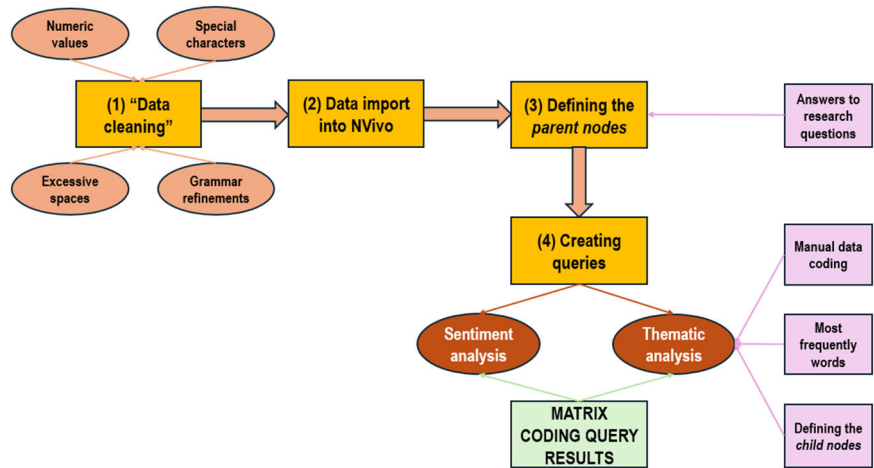 Numeric
values
Special
characters
(1) “Data
cleaning”
(2) Data import
into NVivo
(3) Defining the
parent nodes
Answers to
research
questions
Excessive
spaces
Grammar
refinements
(4) Creating
queries
Manual data
coding
Sentiment
analysis
Thematic
analysis
Most
frequently
words
MATRIX
CODING QUERY
RESULTS
Defining the
child nodes